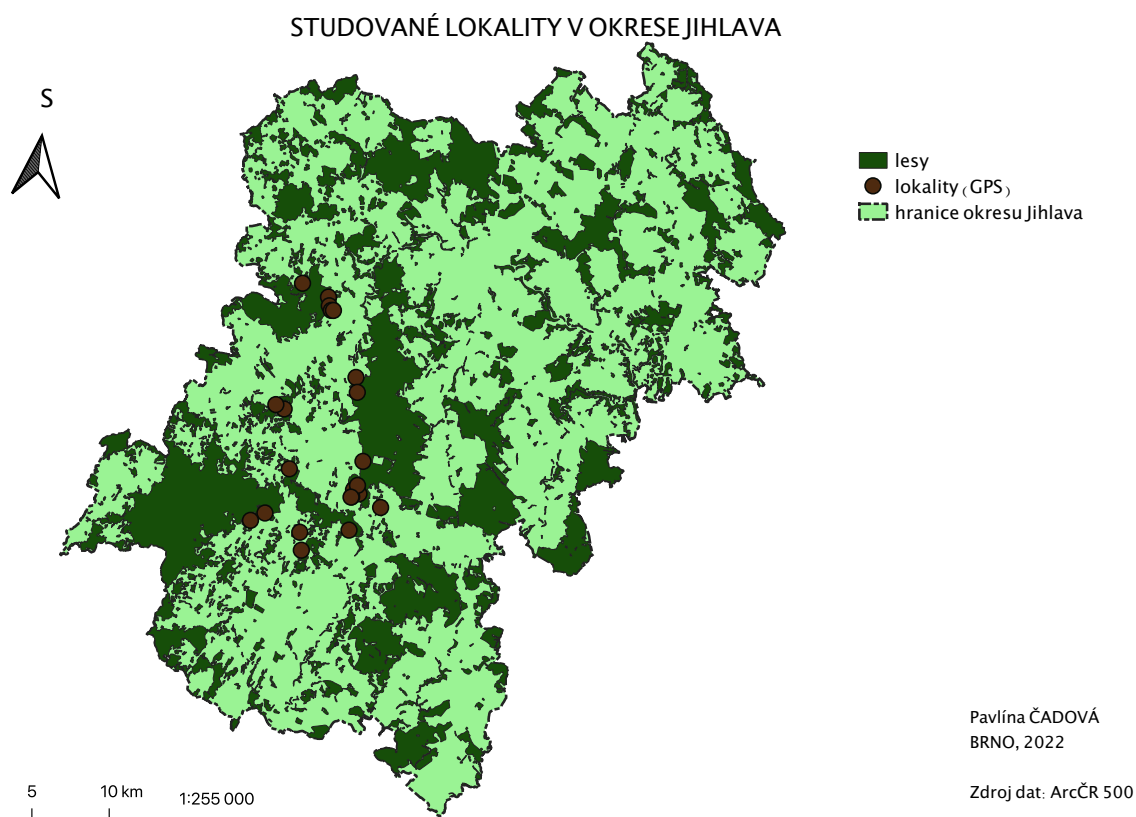 STUDOVANÉ LOKALITY V OKRESE JIHLAVA
S
lesy
lokality (GPS)
hranice okresu Jihlava
Pavlína ČADOVÁ
BRNO, 2022
Zdroj dat: ArcČR 500
5 10 km 1:255 000